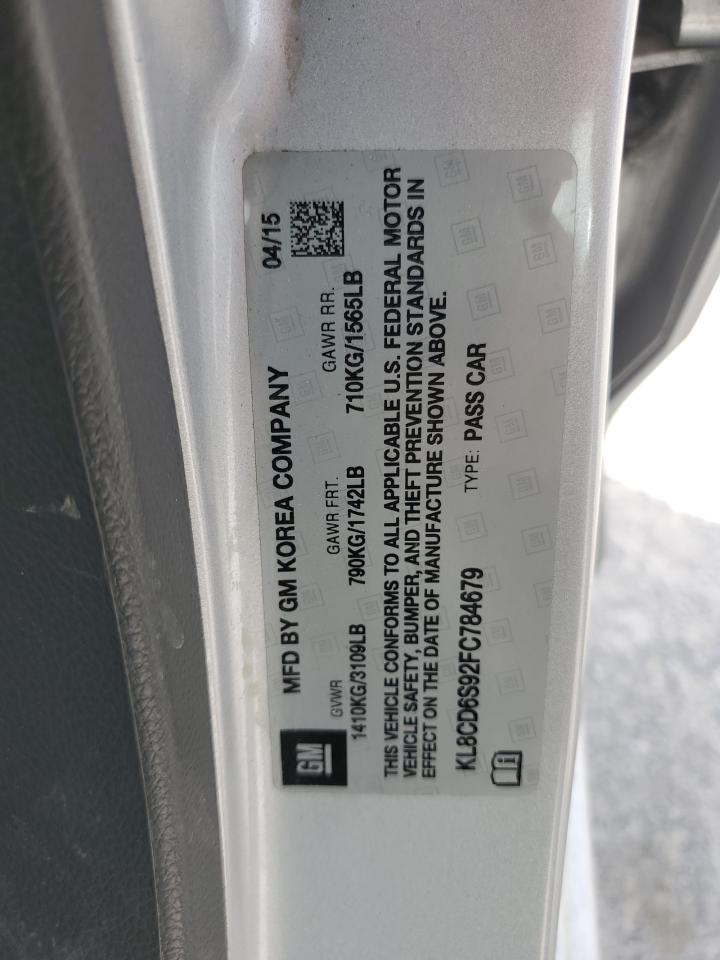 GM
MFD BY GM KOREA COMPANY 04/15
GVWR GAWR FRT. GAWR RR.
1410KG/3109LB 790KG/1742LB 710KG/1565LB
THIS VEHICLE CONFORMS TO ALL APPLICABLE U.S. FEDERAL MOTOR
VEHICLE SAFETY, BUMPER, AND THEFT PREVENTION STANDARDS IN
EFFECT ON THE DATE OF MANUFACTURE SHOWN ABOVE.
KL8CD6S92FC784679 TYPE: PASS CAR